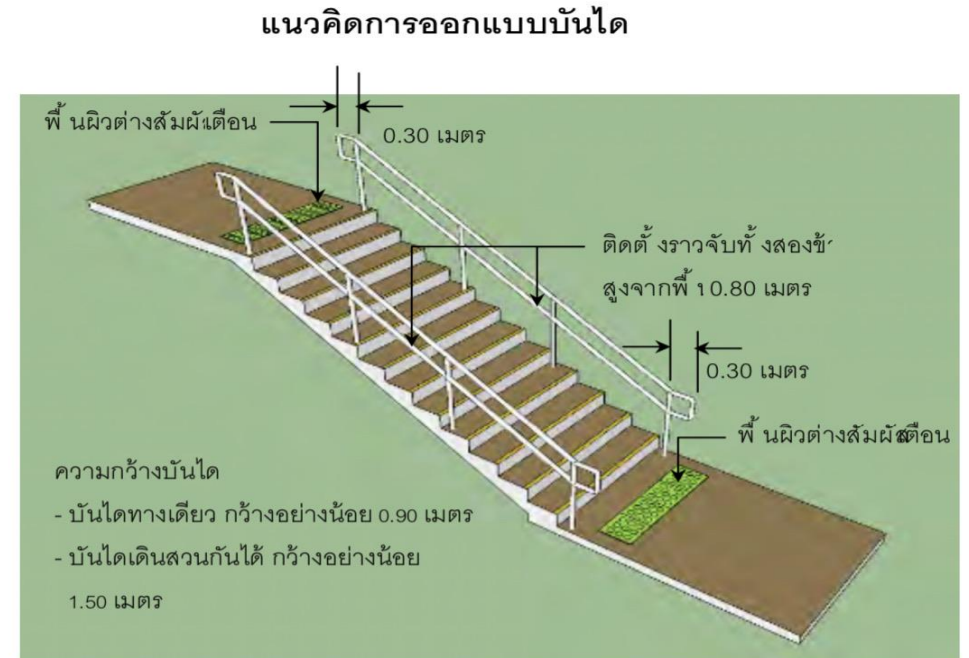 แนวคิดการออกแบบบันได
พื้นผิวต่างสัมผัสเตือน
0.30 เมตร
ติดตั้งราวจับทั้งสองข้
สูงจากพื้ 0.80 เมตร
0.30 เมตร
พื้นผิวต่างสัมผัสเตือน
ความกว้างบันได
- บันไดทางเดียว กว้างอย่างน้อย 0.90 เมตร
- บันไดเดินสวนกันได้ กว้างอย่างน้อย
1.50 เมตร